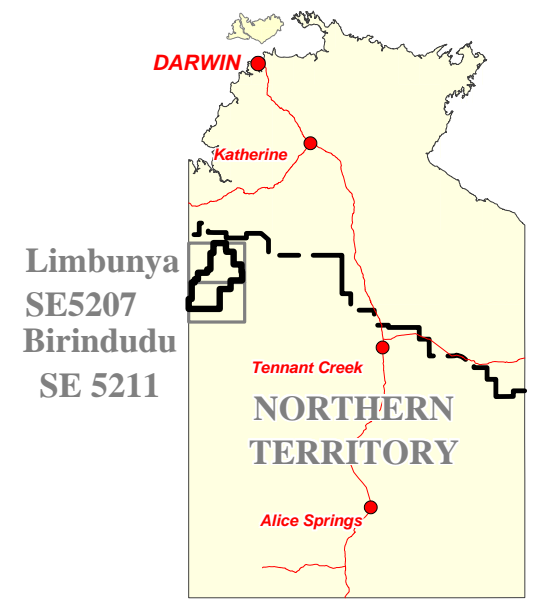 DARWIN
Katherine
Limbunya
SE5207
Birindudu
SE 5211
Tennant Creek
NORTHERN
TERRITORY
Alice Springs